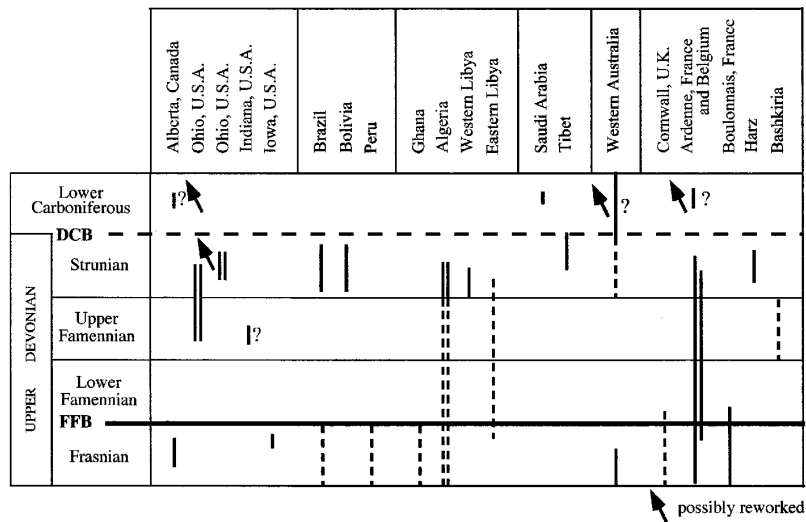 Alberta, Canada
Ohio, U.S.A.
Ohio, U.S.A.
Indiana, U.S.A.
Iowa, U.S.A.
Brazil
Bolivia
Peru
Ghana
Algeria
Western Libya
Eastern Libya
Saudi Arabia
Tibet
Western Australia
Cornwall, U.K.
Ardenne, France
and Belgium
Boulonnais, France
Harz
Bashkiria
Lower
Carboniferous
? ? ?
DCB
Strunian
Upper
Famennian
?
Lower
Famennian
FFB
Frasnian
UPPER DEVONIAN
possibly reworked